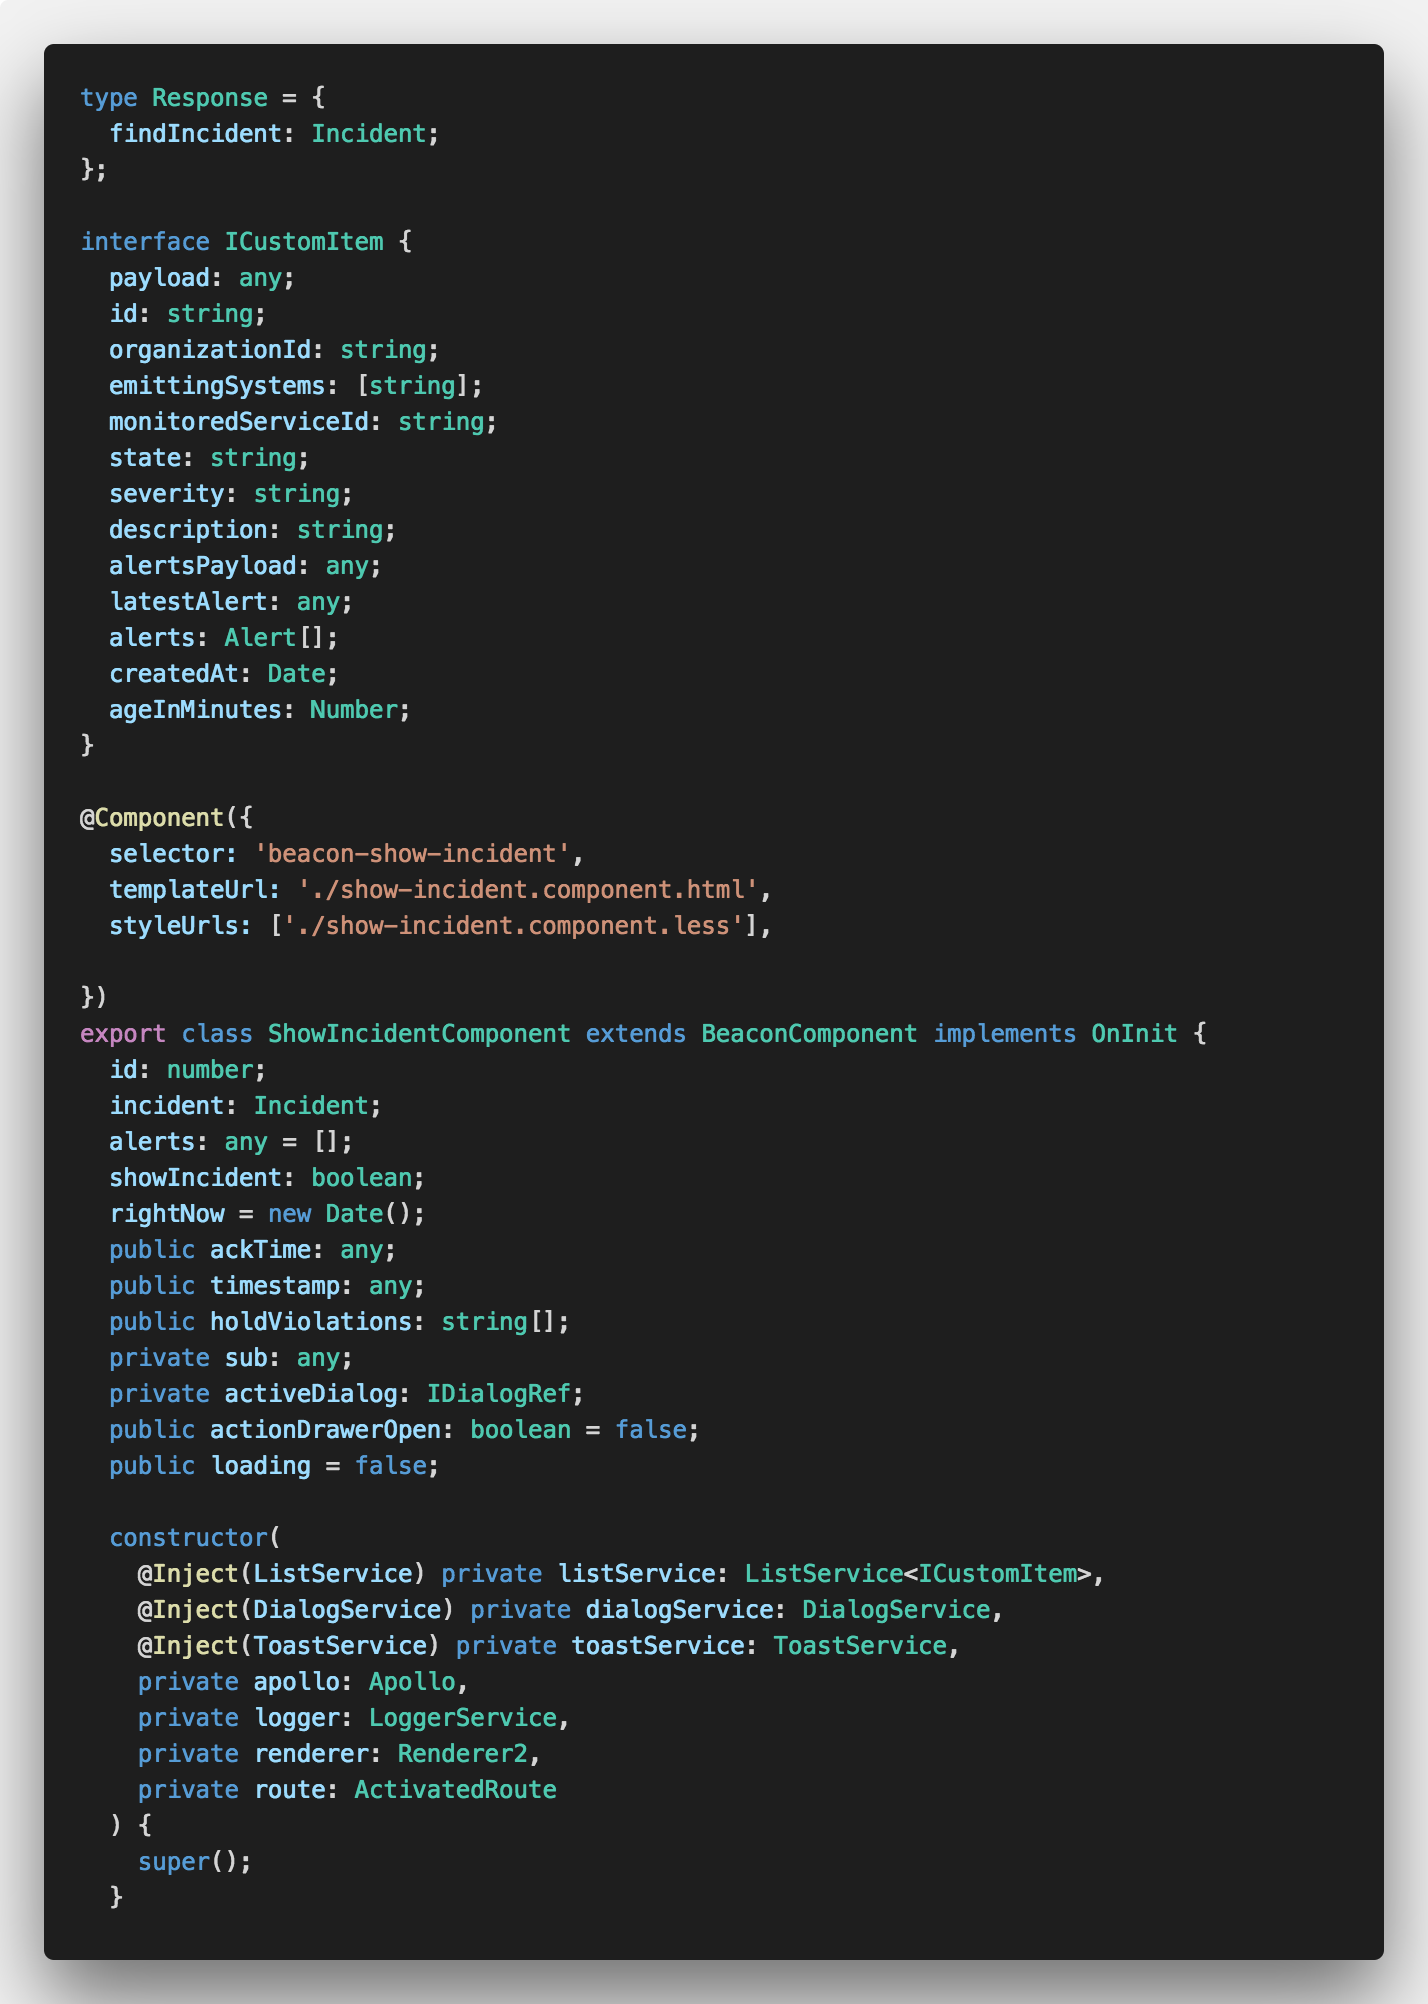 type Response = {
  findIncident: Incident;
};

interface ICustomItem {
  payload: any;
  id: string;
  organizationId: string;
  emittingSystems: [string];
  monitoredServiceId: string;
  state: string;
  severity: string;
  description: string;
  alertsPayload: any;
  latestAlert: any;
  alerts: Alert[];
  createdAt: Date;
  ageInMinutes: Number;
}

@Component({
  selector: 'beacon-show-incident',
  templateUrl: './show-incident.component.html',
  styleUrls: ['./show-incident.component.less'],

})
export class ShowIncidentComponent extends BeaconComponent implements OnInit {
  id: number;
  incident: Incident;
  alerts: any = [];
  showIncident: boolean;
  rightNow = new Date();
  public ackTime: any;
  public timestamp: any;
  public holdViolations: string[];
  private sub: any;
  private activeDialog: IDialogRef;
  public actionDrawerOpen: boolean = false;
  public loading = false;

  constructor(
    @Inject(ListService) private listService: ListService<ICustomItem>,
    @Inject(DialogService) private dialogService: DialogService,
    @Inject(ToastService) private toastService: ToastService,
    private apollo: Apollo,
    private logger: LoggerService,
    private renderer: Renderer2,
    private route: ActivatedRoute
  ) {
    super();
  }